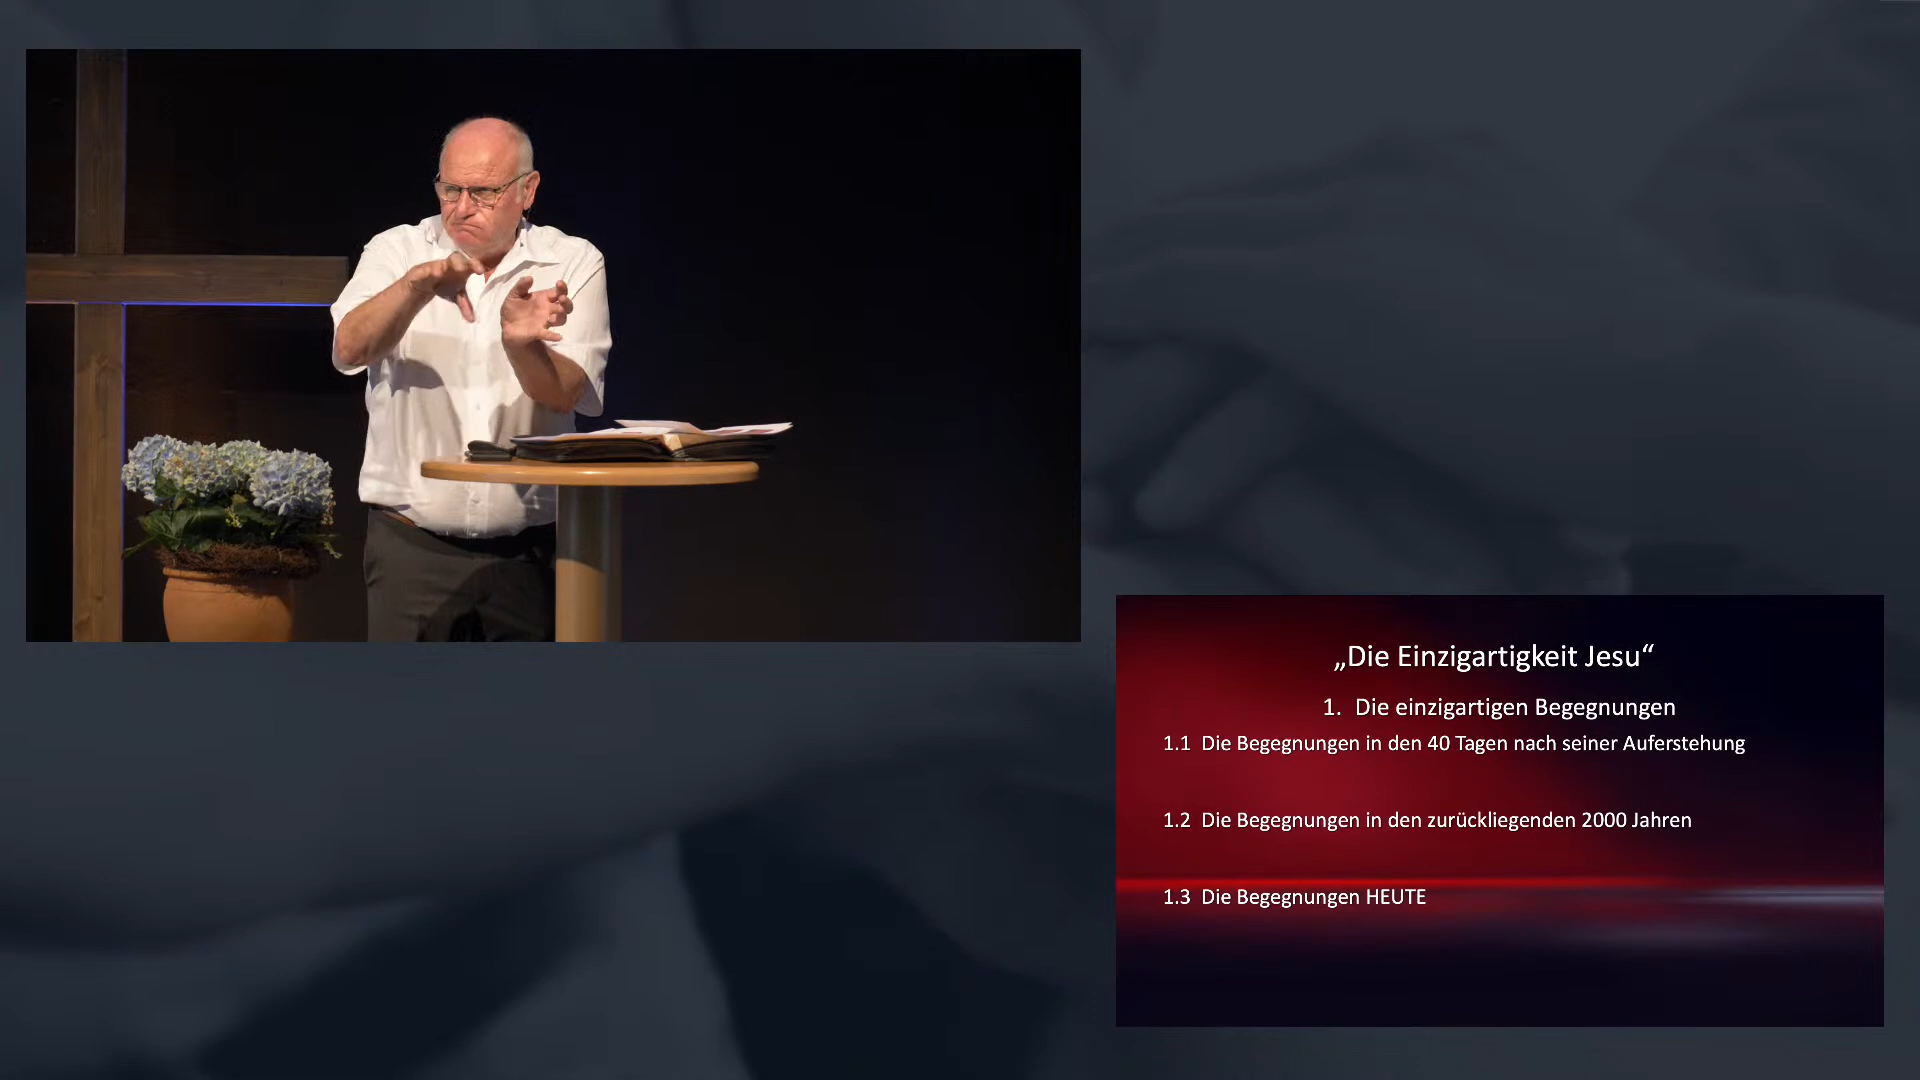 „Die Einzigartigkeit Jesu“
1. Die einzigartigen Begegnungen
1.1 Die Begegnungen in den 40 Tagen nach seiner Auferstehung
1.2 Die Begegnungen in den zurückliegenden 2000 Jahren
1.3 Die Begegnungen HEUTE